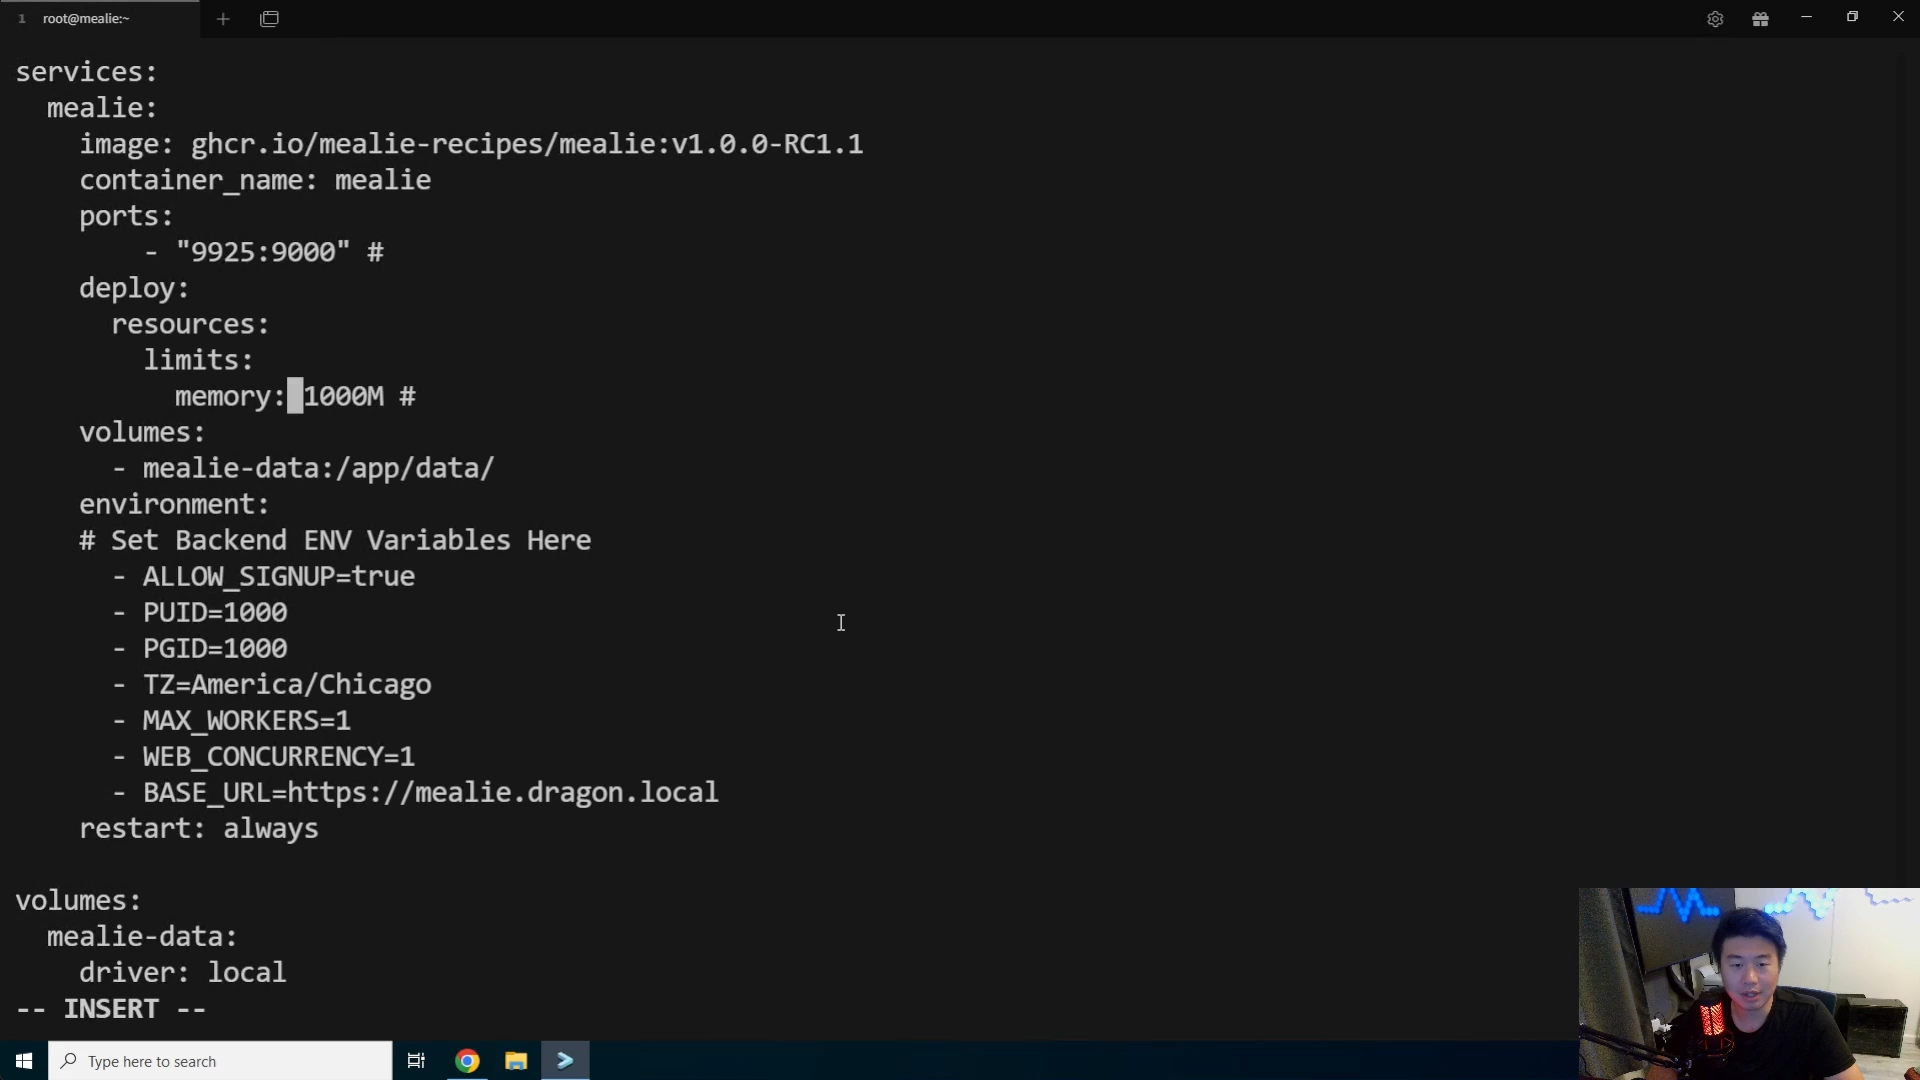 1 root@mealie:~
services:
  mealie:
    image: ghcr.io/mealie-recipes/mealie:v1.0.0-RC1.1
    container_name: mealie
    ports:
        - "9925:9000" #
    deploy:
      resources:
        limits:
          memory: 1000M #
    volumes:
      - mealie-data:/app/data/
    environment:
    # Set Backend ENV Variables Here
      - ALLOW_SIGNUP=true
      - PUID=1000
      - PGID=1000
      - TZ=America/Chicago
      - MAX_WORKERS=1
      - WEB_CONCURRENCY=1
      - BASE_URL=https://mealie.dragon.local
    restart: always
volumes:
  mealie-data:
    driver: local
-- INSERT --
Type here to search